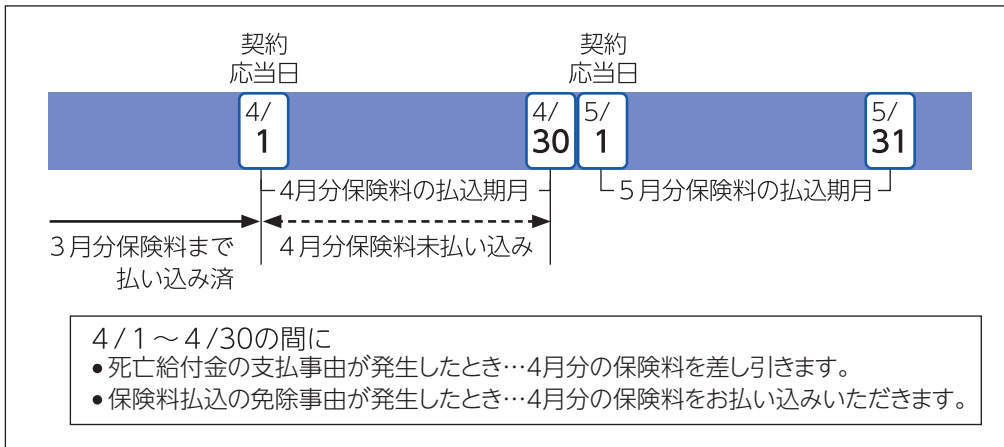 契約
応当日
契約
応当日
4/
1
4/
30
5/
1
5/
31
4月分保険料の払込期月
5月分保険料の払込期月
3月分保険料まで
払い込み済
4月分保険料未払い込み
4/1～4/30の間に
●死亡給付金の支払事由が発生したとき…4月分の保険料を差し引きます。
●保険料払込の免除事由が発生したとき…4月分の保険料をお払い込みいただきます。